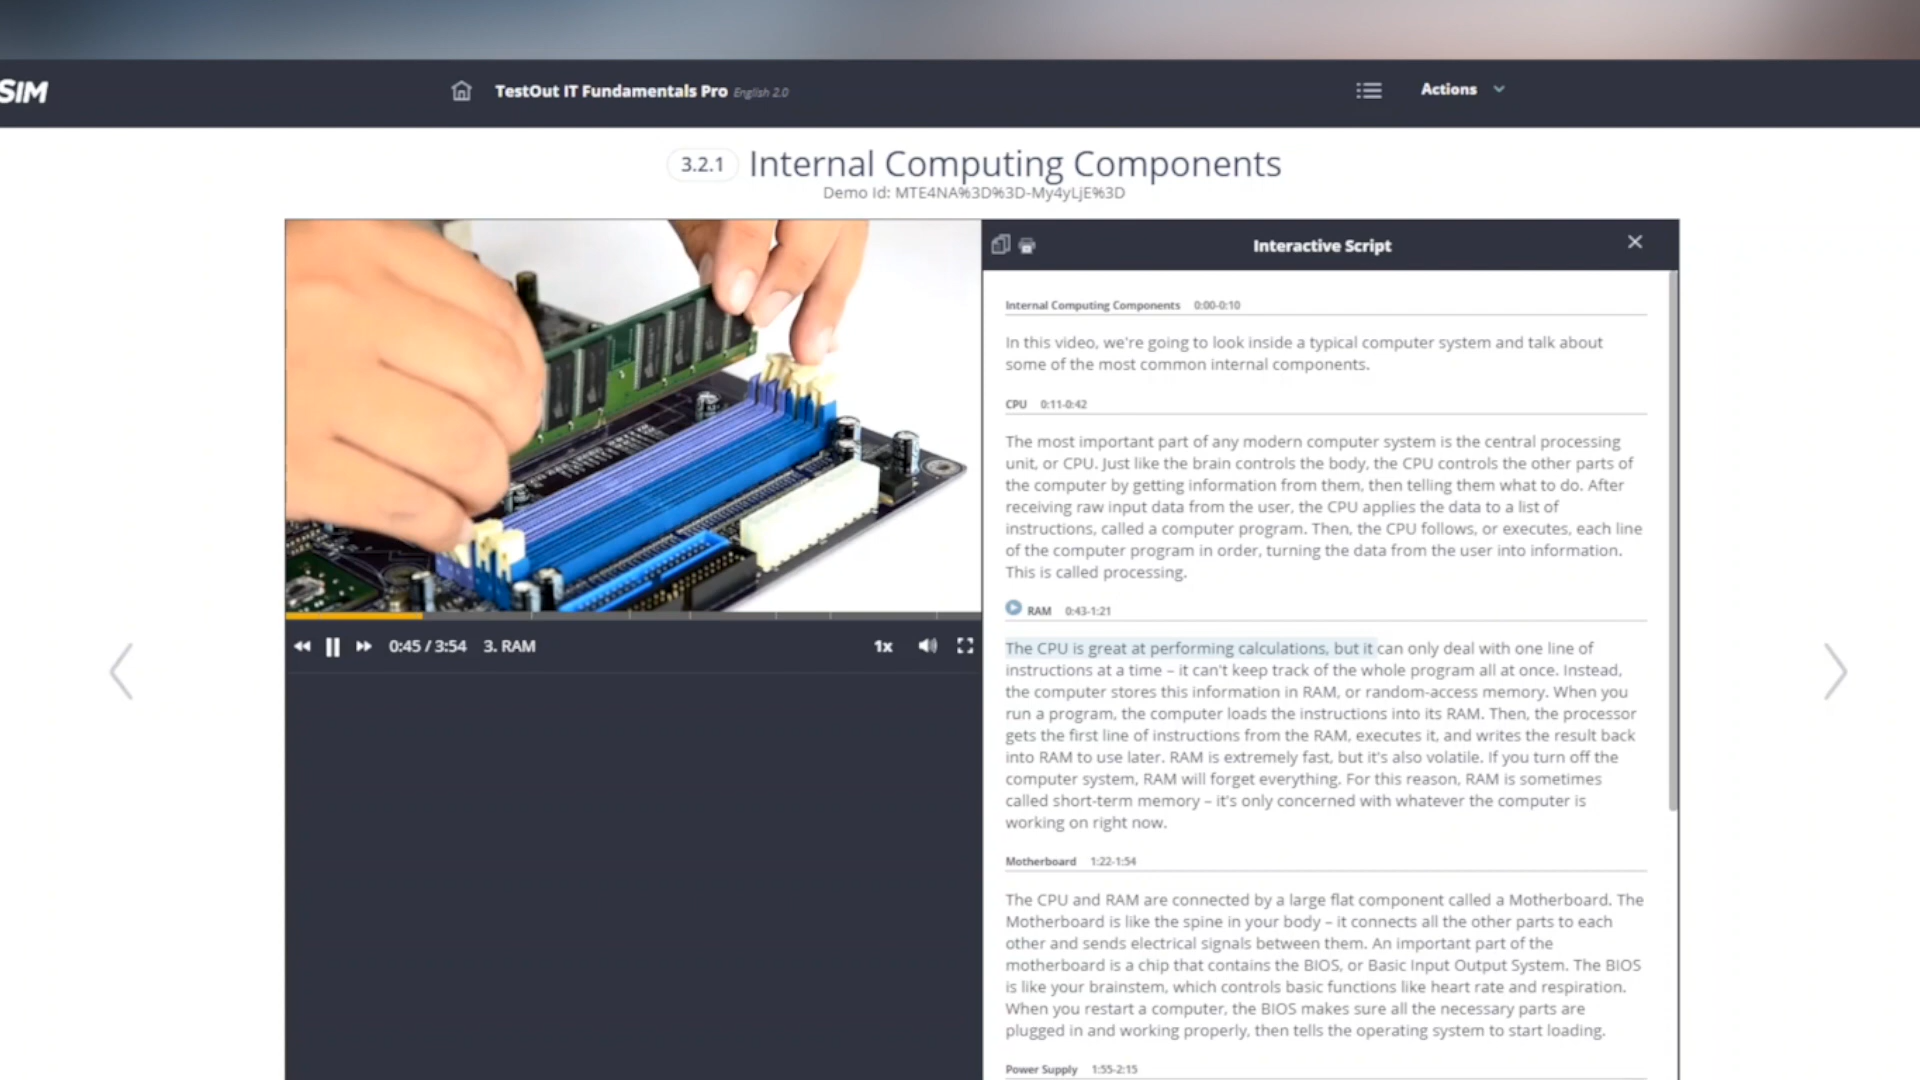 SIM
TestOut IT Fundamentals Pro English 2.0
Actions
3.2.1 Internal Computing Components
Demo Id: MTE4NA%3D%3D-My4yLjE%3D
Interactive Script
Internal Computing Components 0:00-0:10
In this video, we're going to look inside a typical computer system and talk about
some of the most common internal components.
CPU 0:11-0:42
The most important part of any modern computer system is the central processing
unit, or CPU. Just like the brain controls the body, the CPU controls the other parts of
the computer by getting information from them, then telling them what to do. After
receiving raw input data from the user, the CPU applies the data to a list of
instructions, called a computer program. Then, the CPU follows, or executes, each line
of the computer program in order, turning the data from the user into information.
This is called processing.
RAM 0:43-1:21
The CPU is great at performing calculations, but it can only deal with one line of
instructions at a time – it can't keep track of the whole program all at once. Instead,
the computer stores this information in RAM, or random-access memory. When you
run a program, the computer loads the instructions into its RAM. Then, the processor
gets the first line of instructions from the RAM, executes it, and writes the result back
into RAM to use later. RAM is extremely fast, but it's also volatile. If you turn off the
computer system, RAM will forget everything. For this reason, RAM is sometimes
called short-term memory – it's only concerned with whatever the computer is
working on right now.
Motherboard 1:22-1:54
The CPU and RAM are connected by a large flat component called a Motherboard. The
Motherboard is like the spine in your body – it connects all the other parts to each
other and sends electrical signals between them. An important part of the
motherboard is a chip that contains the BIOS, or Basic Input Output System. The BIOS
is like your brainstem, which controls basic functions like heart rate and respiration.
When you restart a computer, the BIOS makes sure all the necessary parts are
plugged in and working properly, then tells the operating system to start loading.
Power Supply 1:55-2:15
0:45 / 3:54 3. RAM
1x